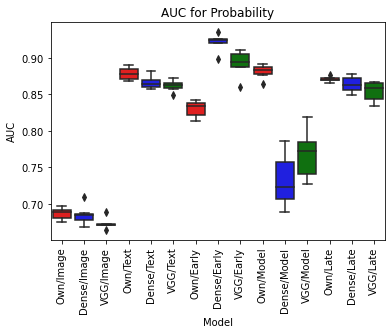 AUC for Probability
AUC
0.90
0.85
0.80
0.75
0.70
Own/Image
Dense/Image
VGG/Image
Own/Text
Dense/Text
VGG/Text
Own/Early
Dense/Early
VGG/Early
Own/Model
Dense/Model
VGG/Model
Own/Late
Dense/Late
VGG/Late
Model